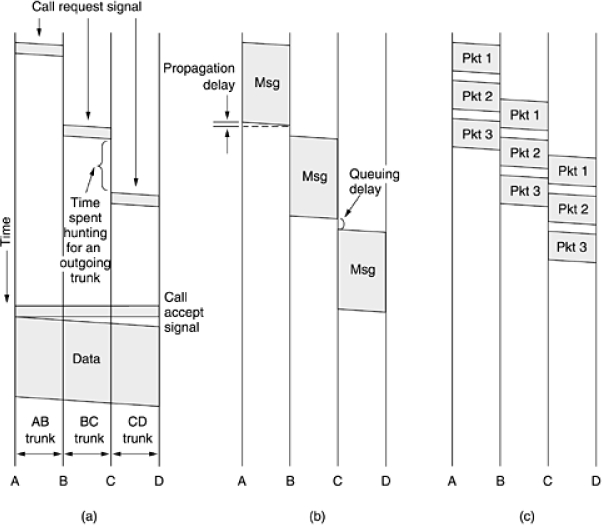 Call request signal
Propagation
delay
Msg
Msg
Queuing
delay
Msg
Pkt 1
Pkt 2
Pkt 3
Pkt 1
Pkt 2
Pkt 3
Pkt 1
Pkt 2
Pkt 3
Time
spent
hunting
for an
outgoing
trunk
Time
Call
accept
signal
Data
AB
trunk
BC
trunk
CD
trunk
A
B
C
D
A
B
C
D
A
B
C
D
(a)
(b)
(c)